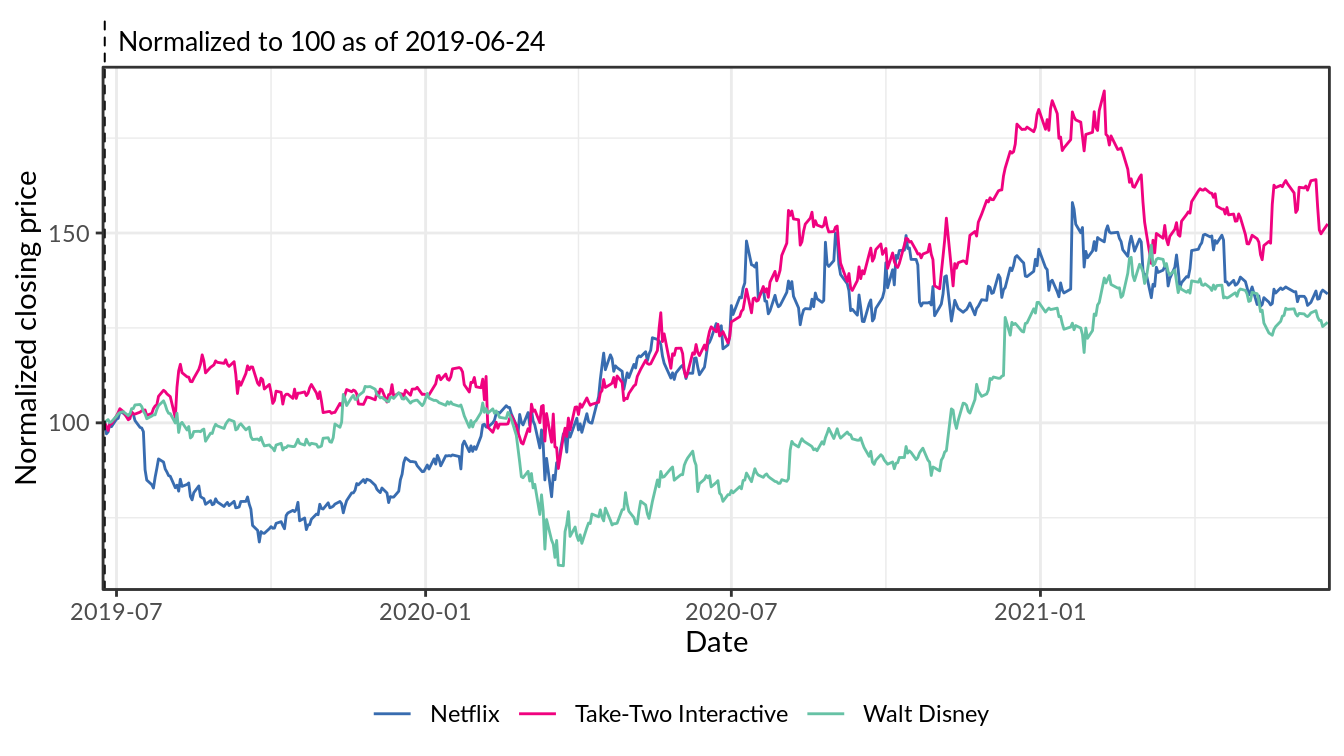 Normalized to 100 as of 2019-06-24
Normalized closing price
150
100
2019-07
2020-01
2020-07
2021-01
Date
Netflix
Take-Two Interactive
Walt Disney